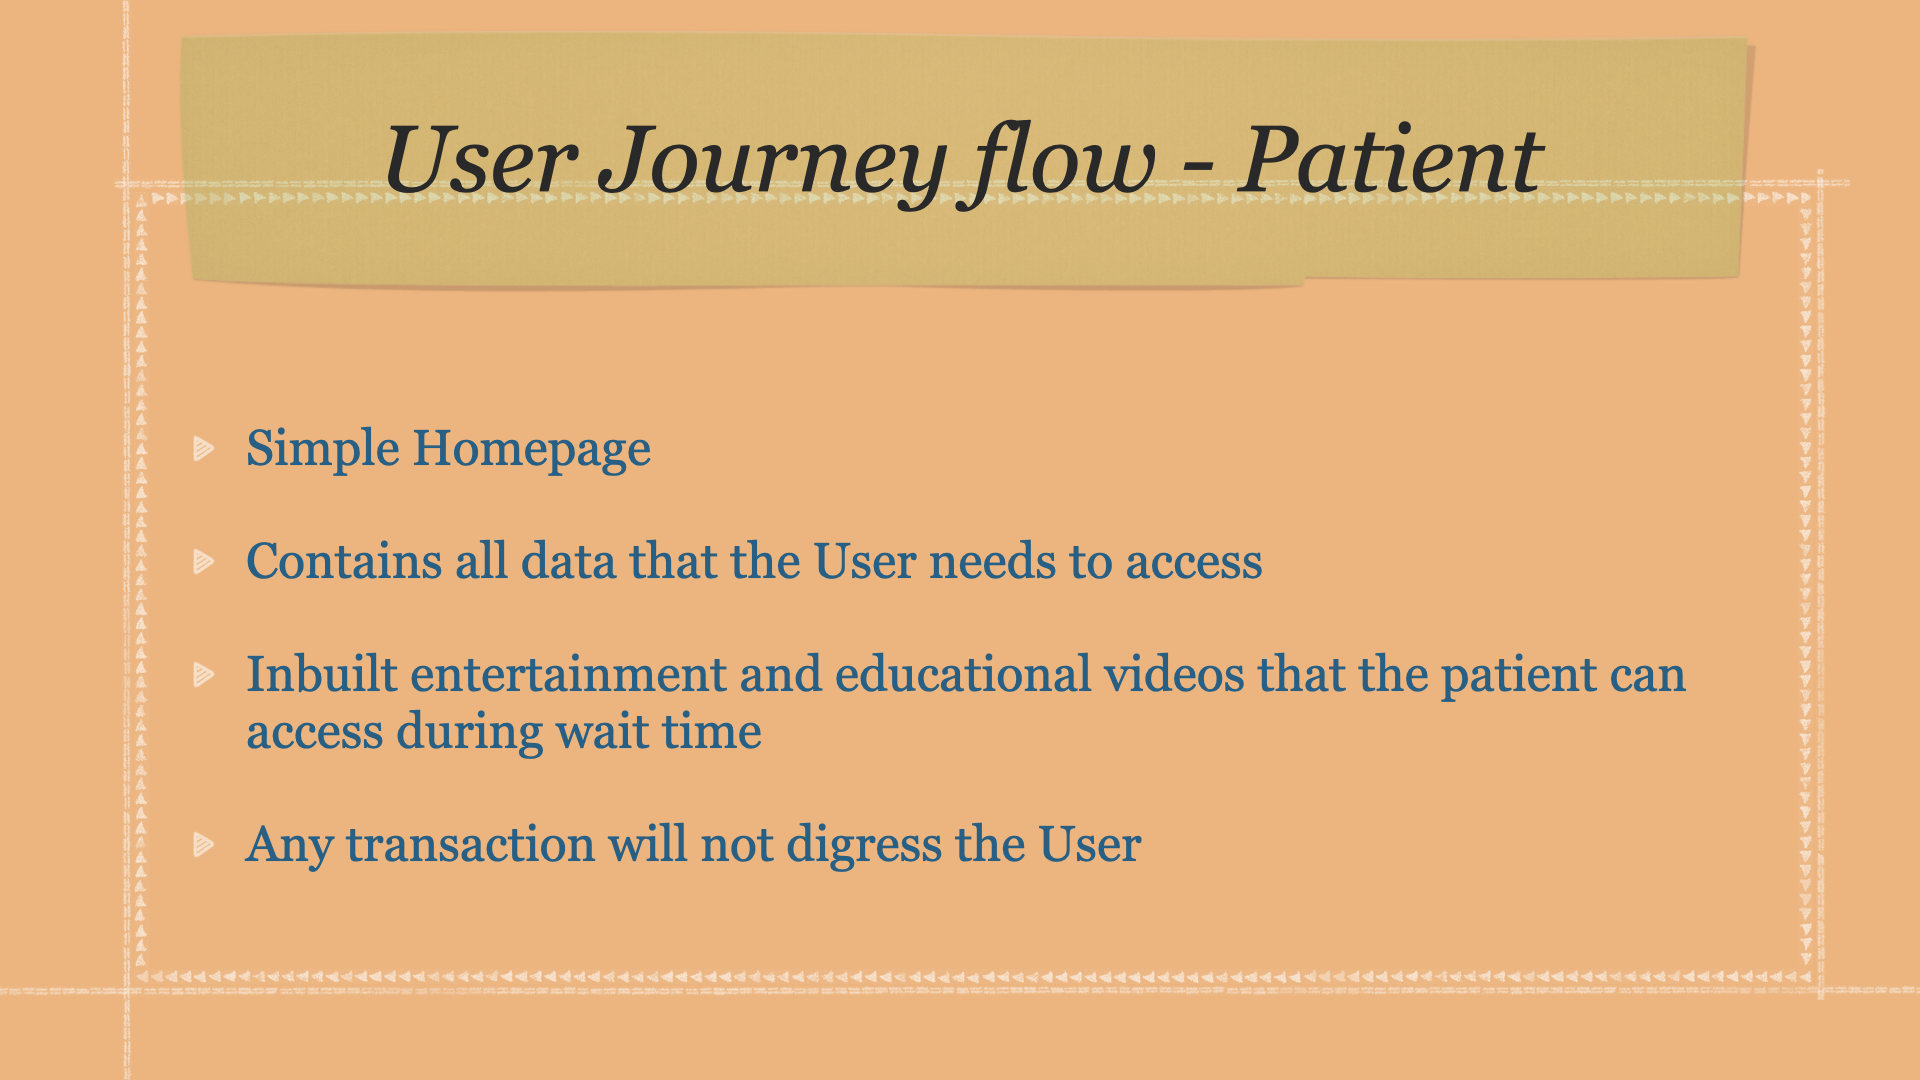 User Journey flow - Patient
Simple Homepage
Contains all data that the User needs to access
Inbuilt entertainment and educational videos that the patient can
access during wait time
Any transaction will not digress the User